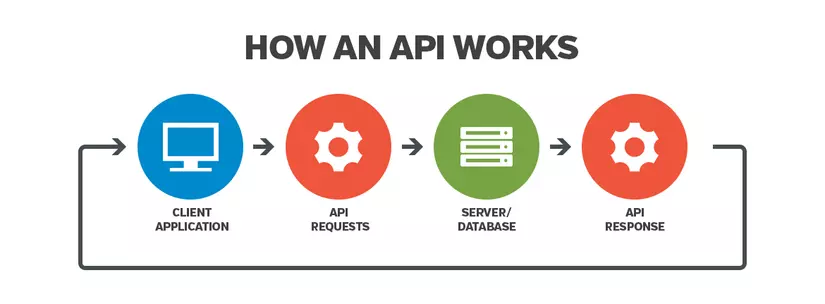 HOW AN API WORKS
CLIENT
APPLICATION
API
REQUESTS
SERVER/
DATABASE
API
RESPONSE